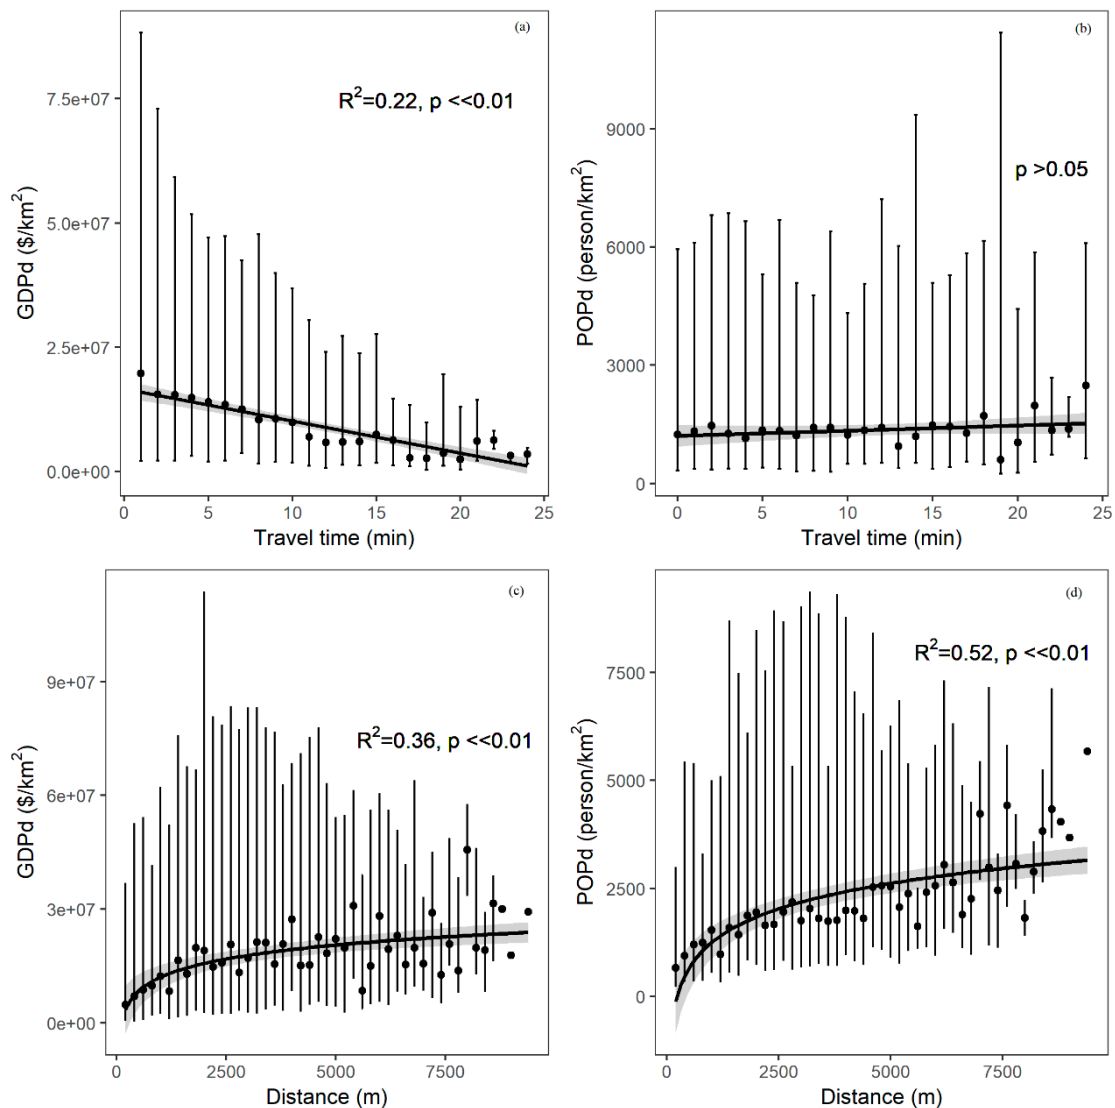 (a)
R²=0.22, p <<0.01
GDPd ($/km²)
7.5e+07
5.0e+07
2.5e+07
0.0e+00
0 5 10 15 20 25
Travel time (min)
(b)
p >0.05
POPd (person/km²)
9000
6000
3000
0
0 5 10 15 20 25
Travel time (min)
(c)
R²=0.36, p <<0.01
GDPd ($/km²)
9e+07
6e+07
3e+07
0e+00
0 2500 5000 7500
Distance (m)
(d)
R²=0.52, p <<0.01
POPd (person/km²)
7500
5000
2500
0
0 2500 5000 7500
Distance (m)